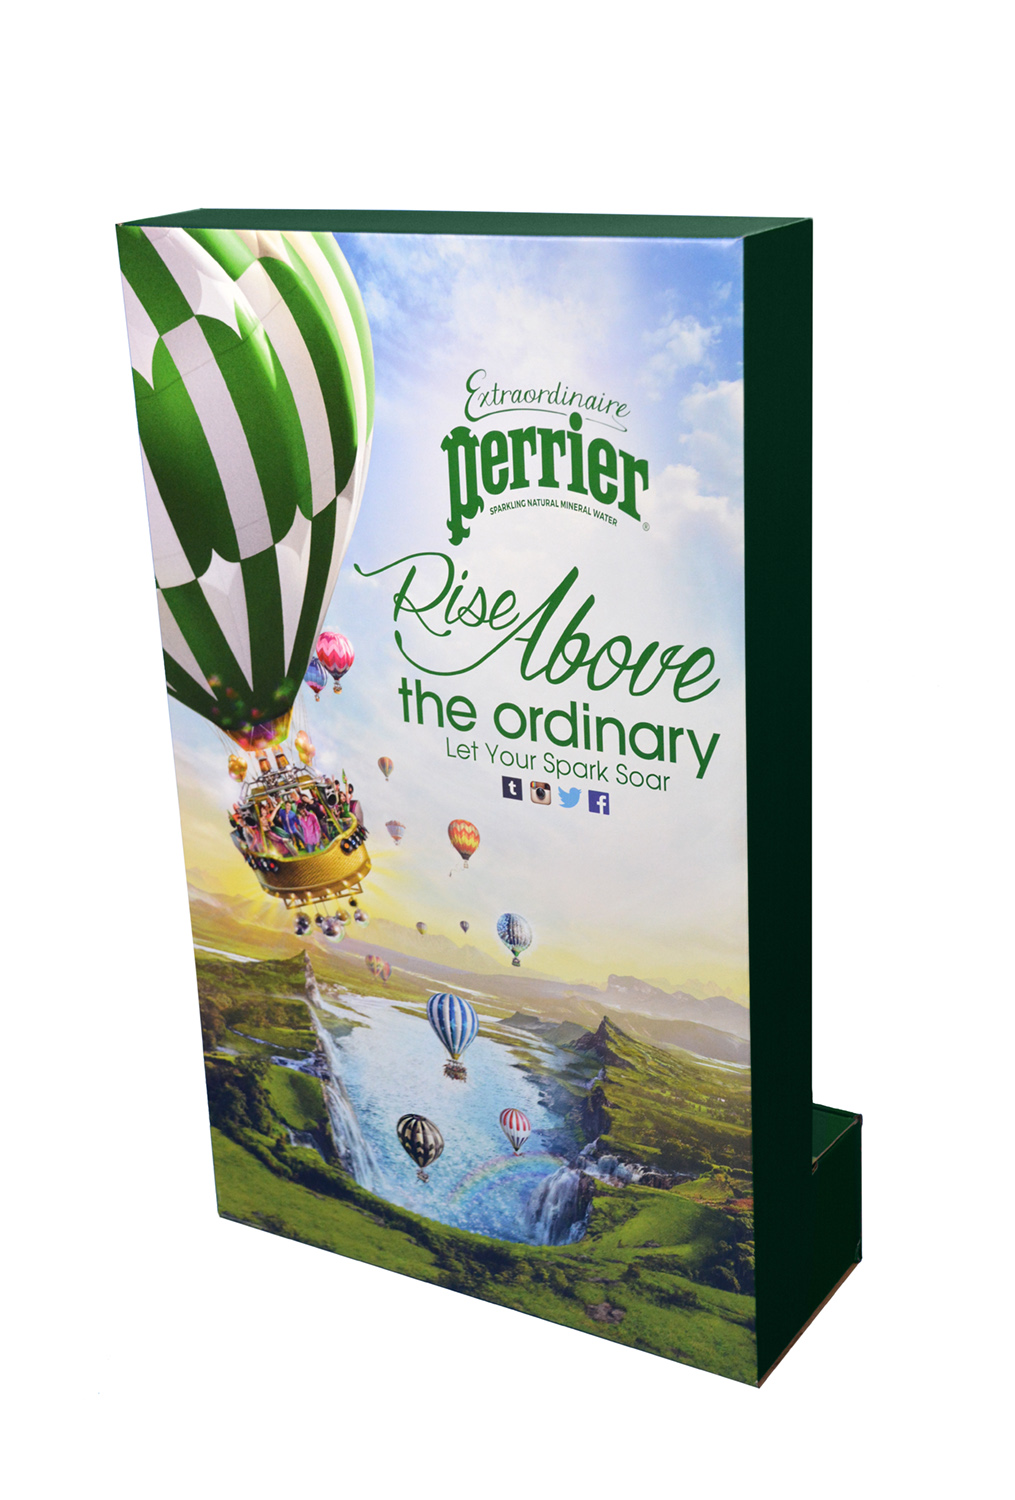 Extraordinaire
perrier®
SPARKLING NATURAL MINERAL WATER
Rise Above
the ordinary
Let Your Spark Soar
t f